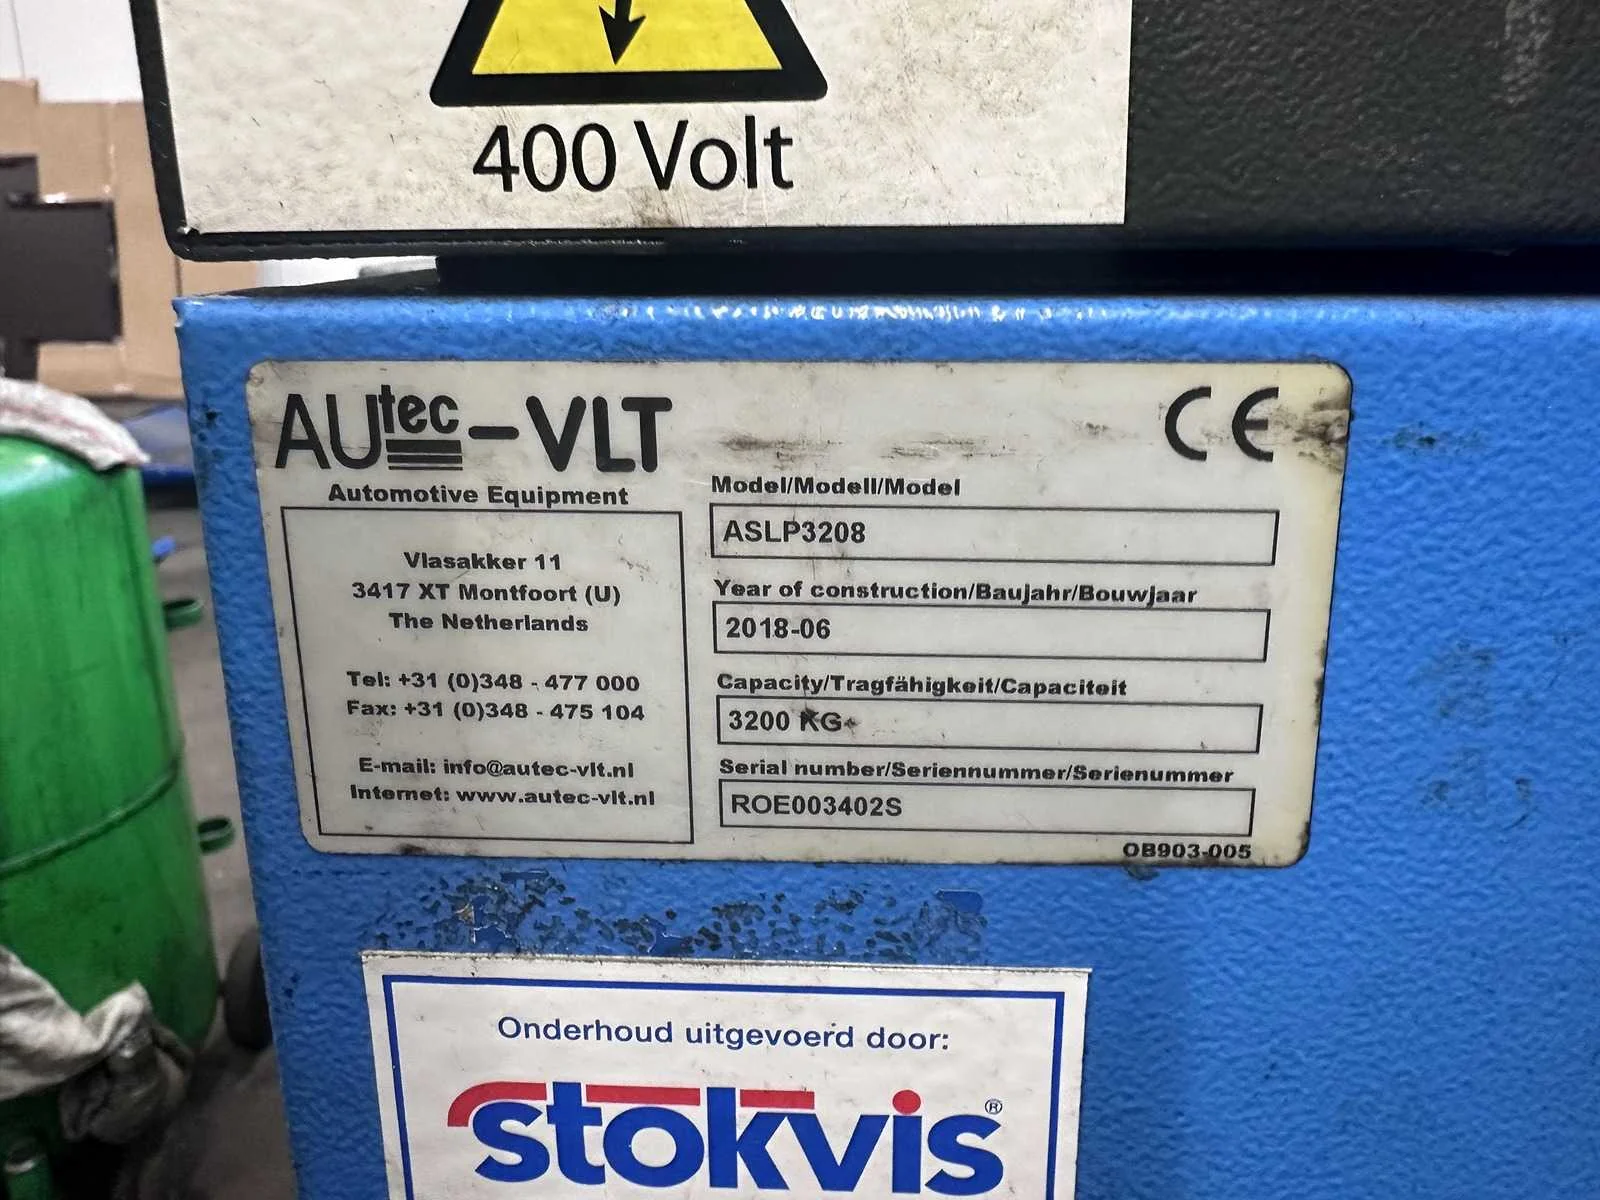 400 Volt
AUtec-VLT
CE
Automotive Equipment
Vlasakker 11
3417 XT Montfoort (U)
The Netherlands
Tel: +31 (0)348 - 477 000
Fax: +31 (0)348 - 475 104
E-mail: info@autec-vlt.nl
Internet: www.autec-vlt.nl
Model/Modell/Model
ASLP3208
Year of construction/Baujahr/Bouwjaar
2018-06
Capacity/Tragfähigkeit/Capaciteit
3200 KG
Serial number/Seriennummer/Serienummer
ROE003402S
OB903-005
Onderhoud uitgevoerd door:
stokvis®